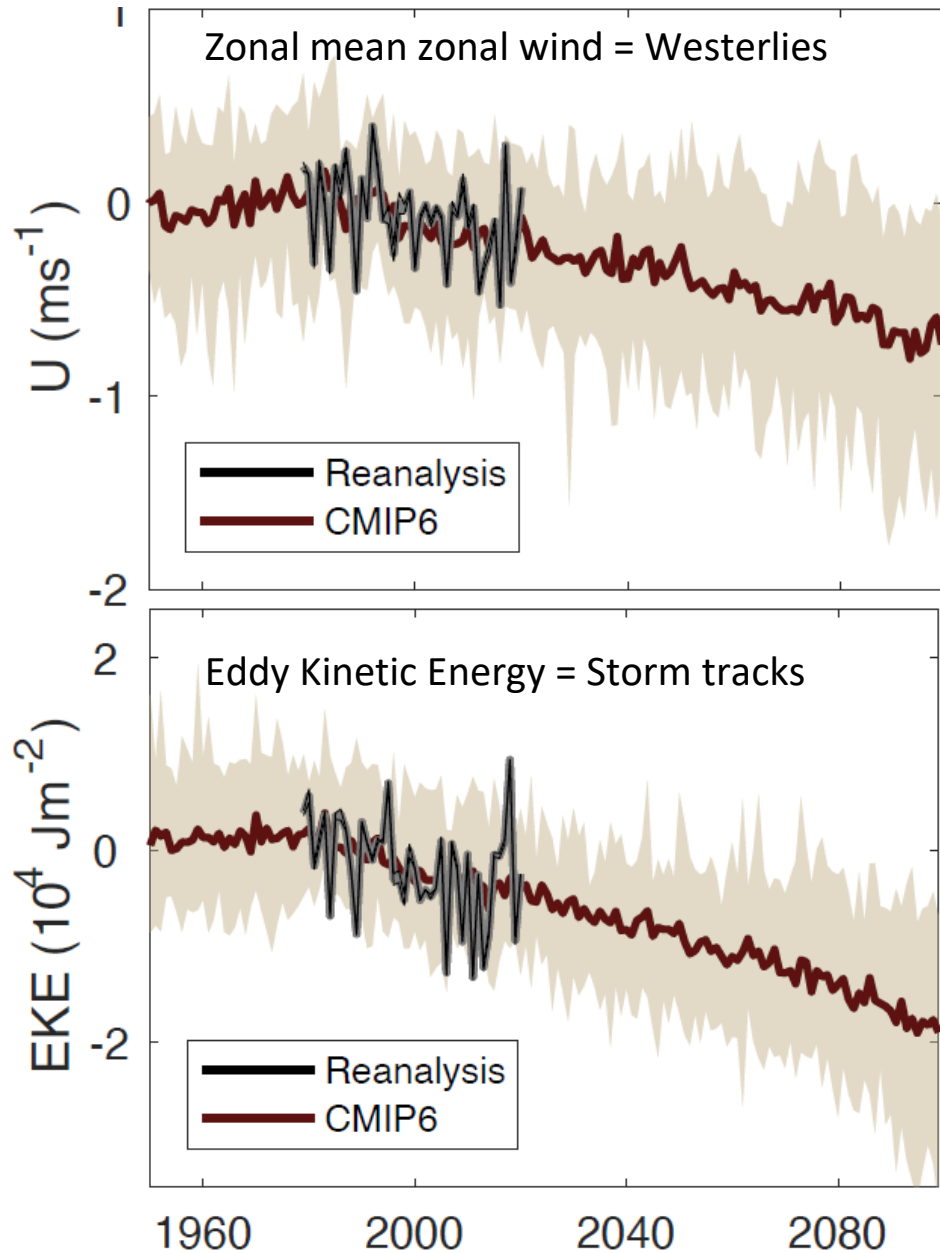 1
Zonal mean zonal wind = Westerlies
0
U (ms⁻¹)
-1
Reanalysis
CMIP6
-2
2
Eddy Kinetic Energy = Storm tracks
0
EKE (10⁴ Jm⁻²)
-2
Reanalysis
CMIP6
1960 2000 2040 2080